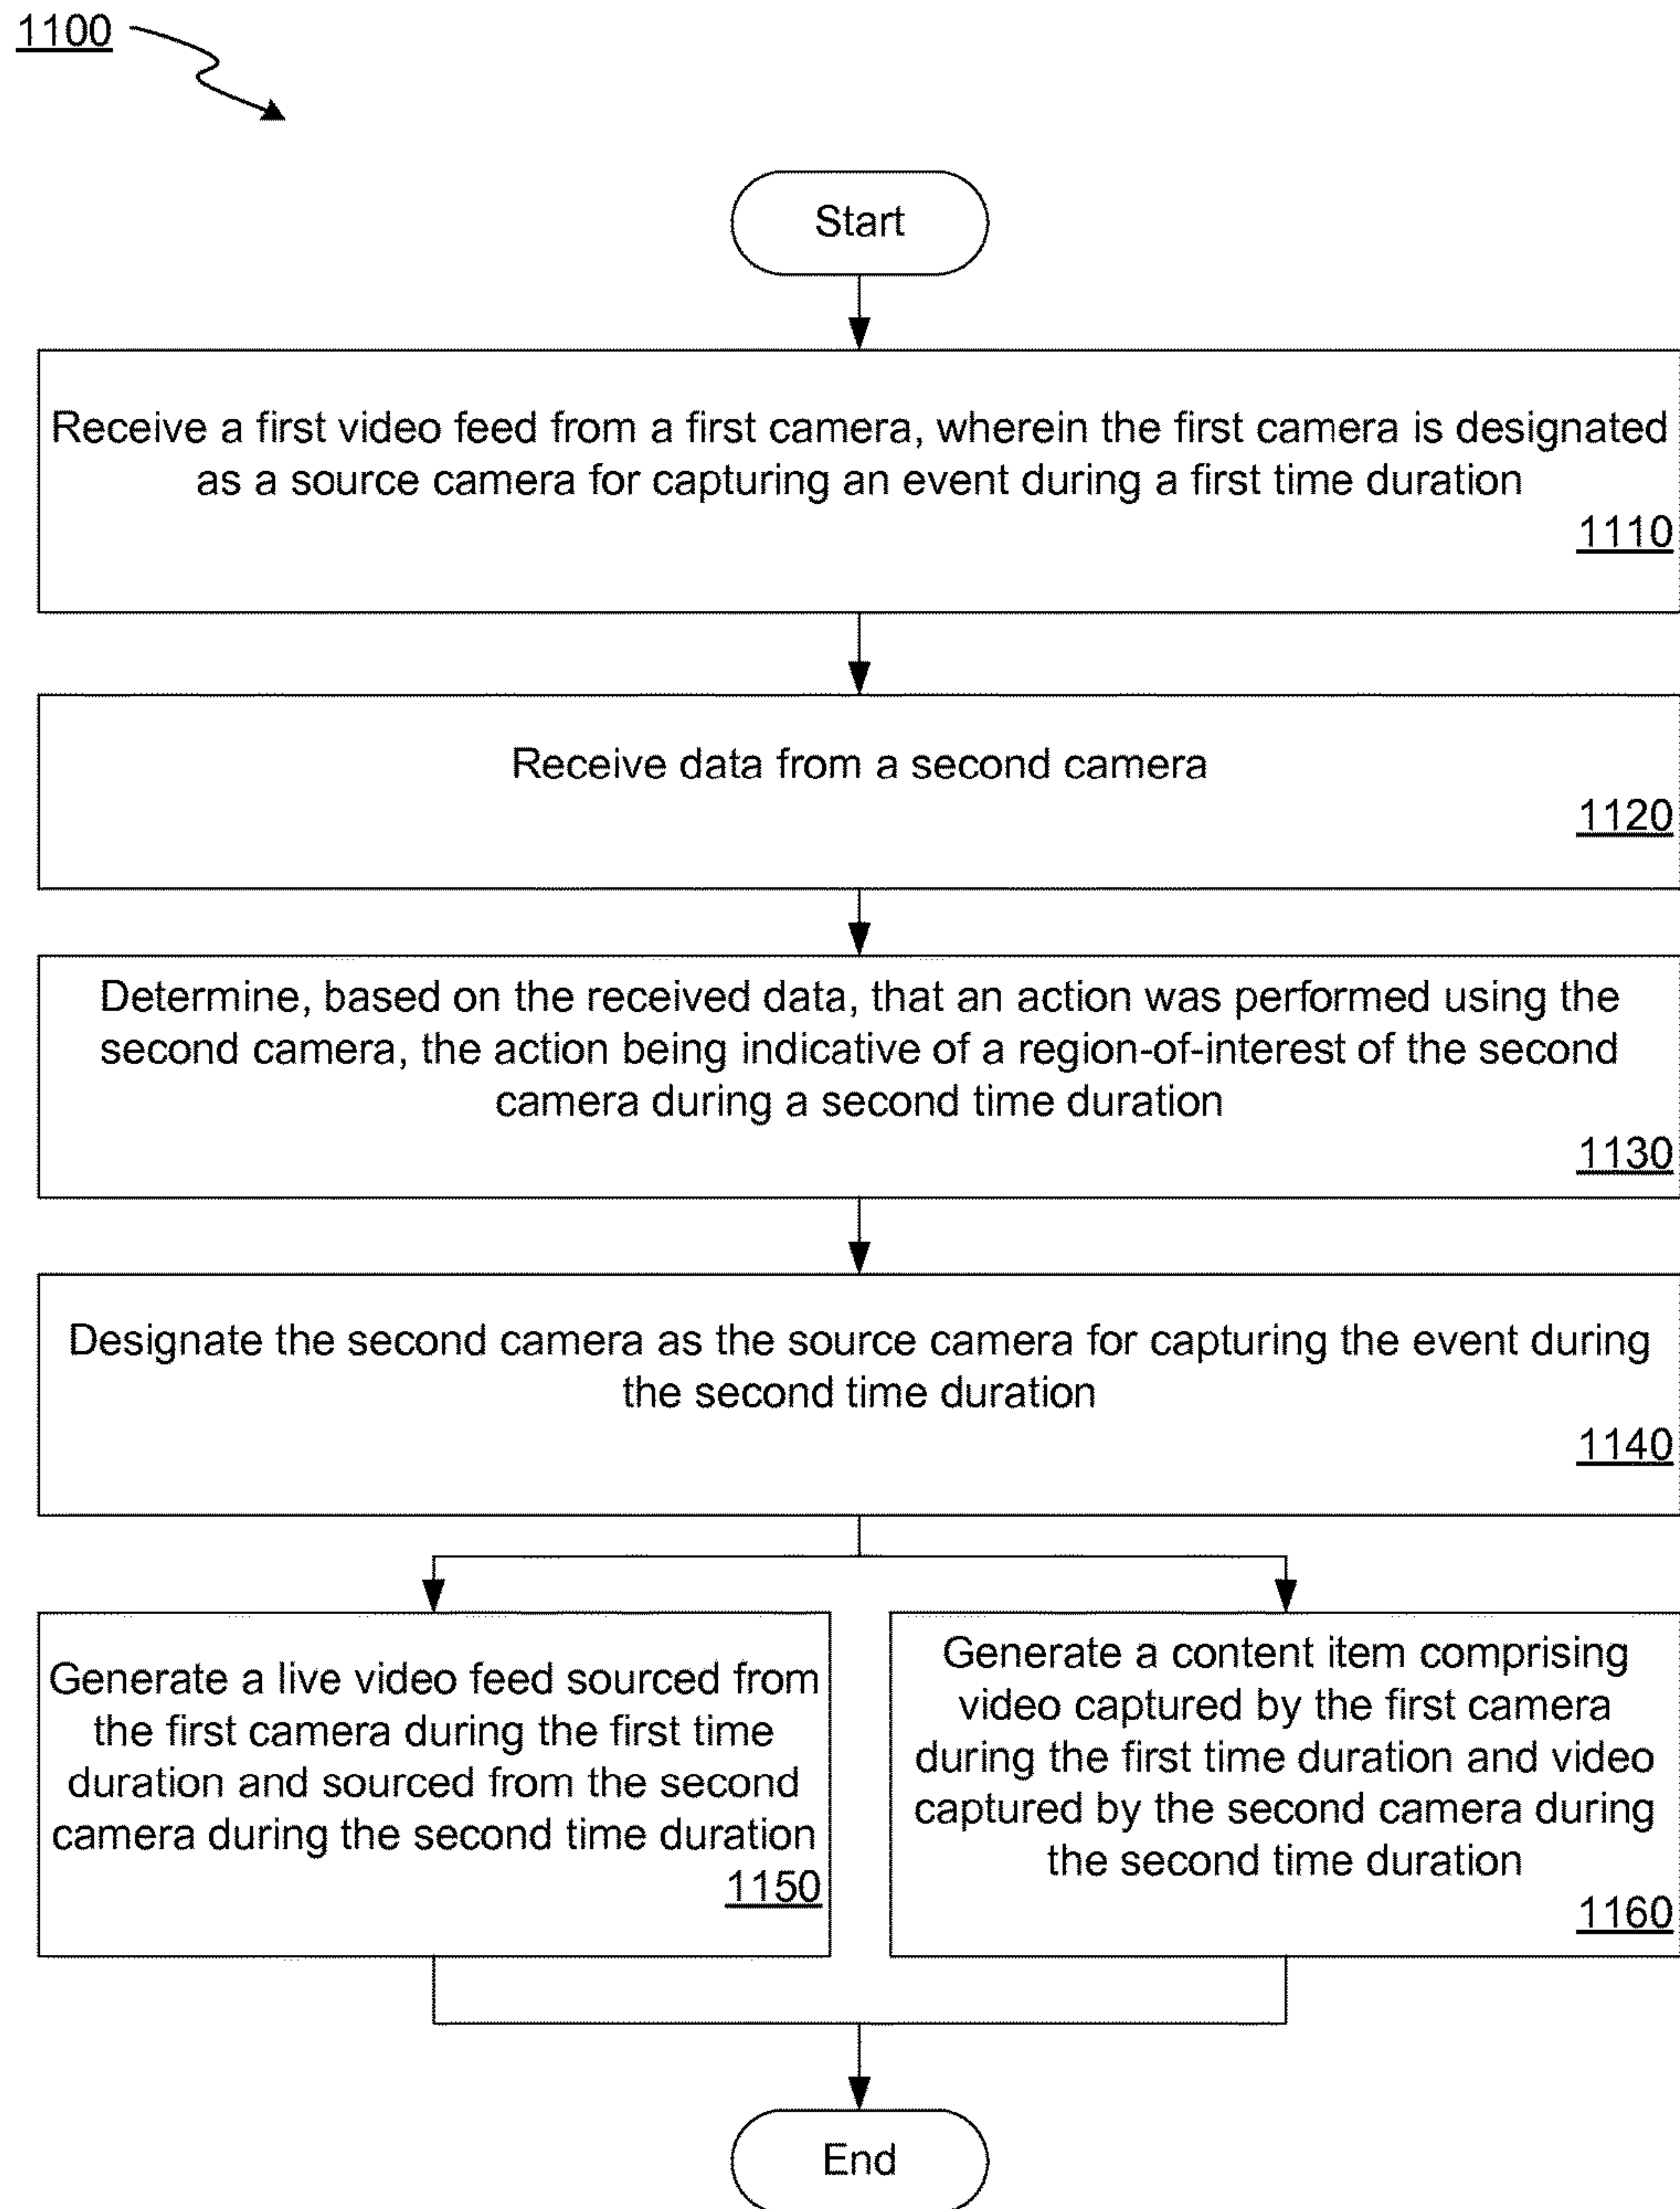 1100
Start
Receive a first video feed from a first camera, wherein the first camera is designated
as a source camera for capturing an event during a first time duration
1110
Receive data from a second camera
1120
Determine, based on the received data, that an action was performed using the
second camera, the action being indicative of a region-of-interest of the second
camera during a second time duration
1130
Designate the second camera as the source camera for capturing the event during
the second time duration
1140
Generate a live video feed sourced from
the first camera during the first time
duration and sourced from the second
camera during the second time duration
1150
Generate a content item comprising
video captured by the first camera
during the first time duration and video
captured by the second camera during
the second time duration
1160
End